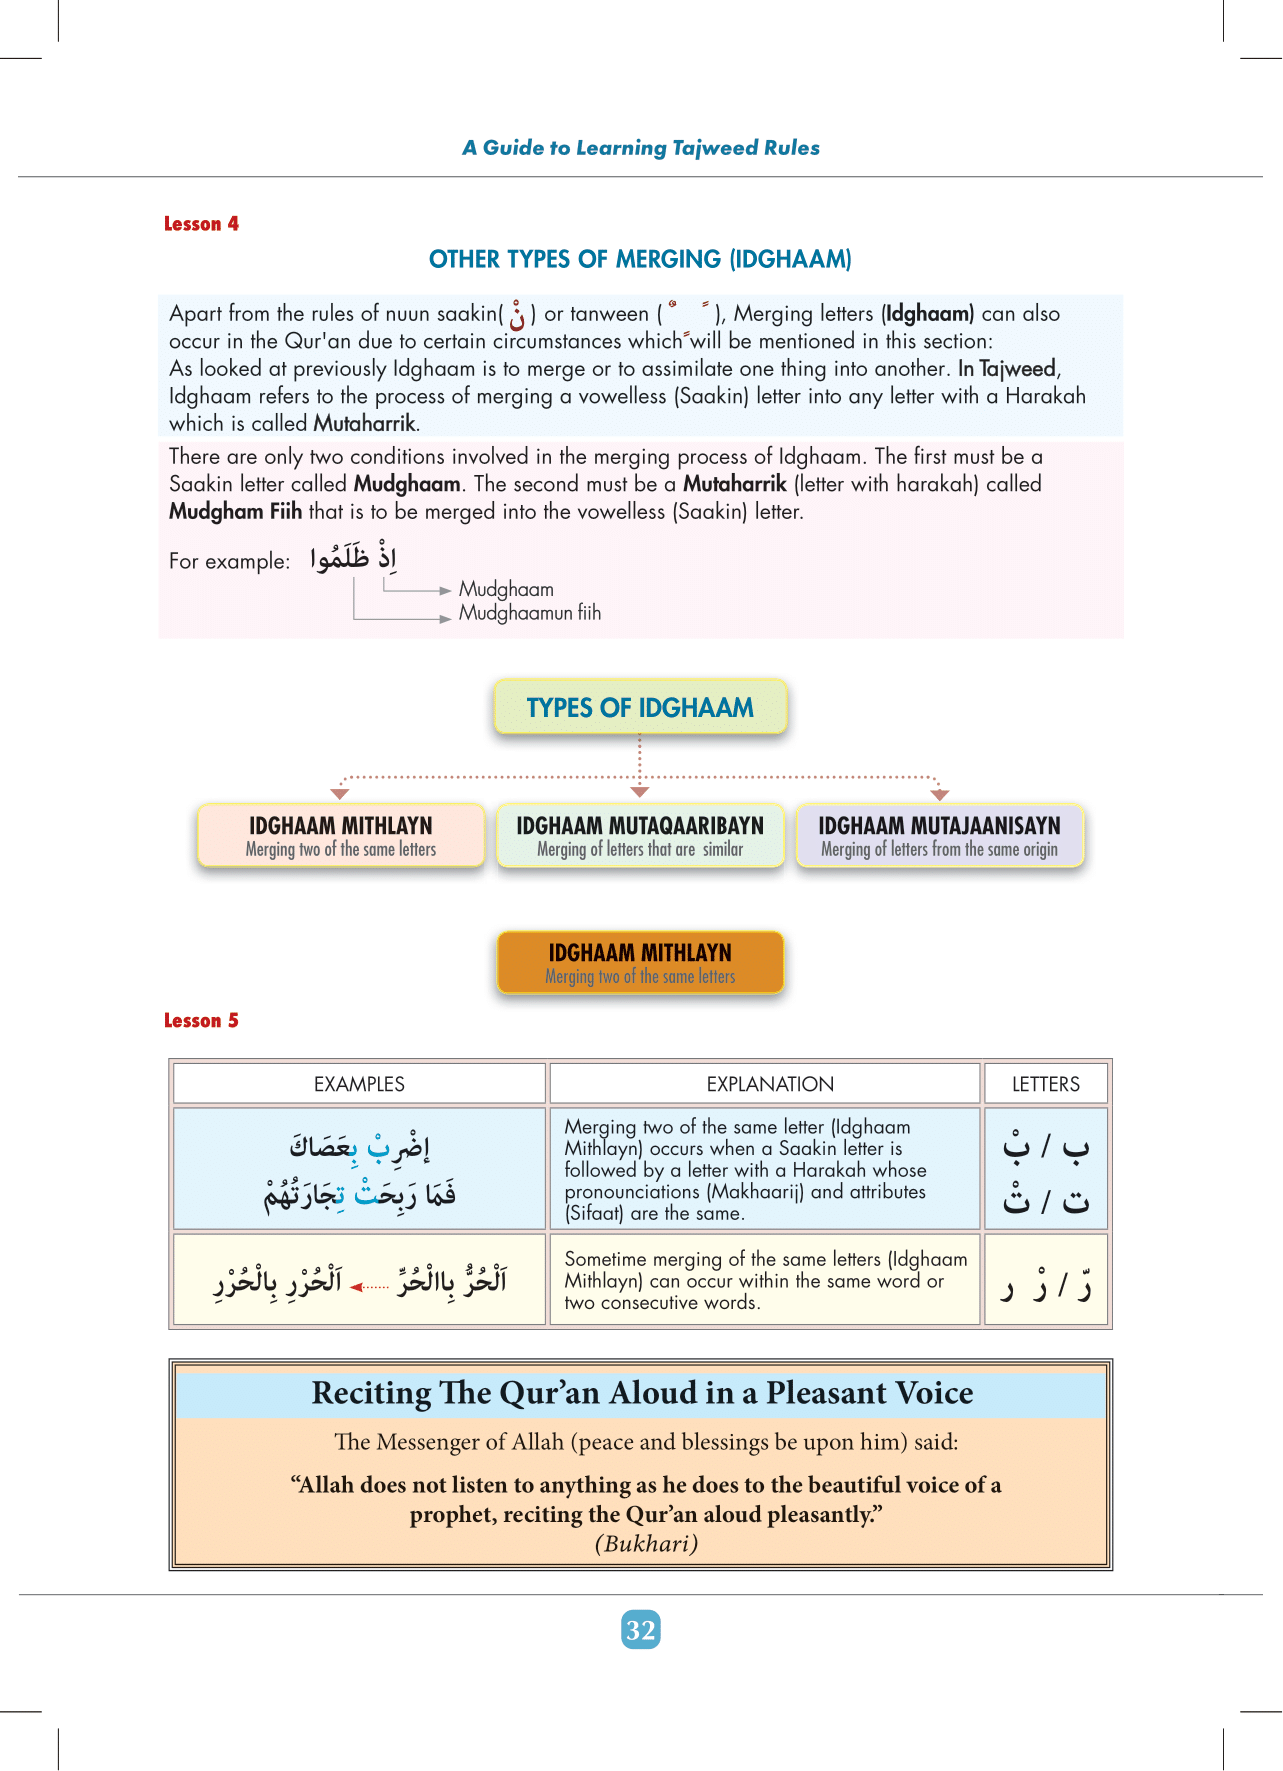 A Guide to Learning Tajweed Rules
Lesson 4
OTHER TYPES OF MERGING (IDGHAAM)
Apart from the rules of nuun saakin( نْ ) or tanween ( ٌ ً ), Merging letters (Idghaam) can also
occur in the Qur'an due to certain circumstances which ٍ will be mentioned in this section:
As looked at previously Idghaam is to merge or to assimilate one thing into another. In Tajweed,
Idghaam refers to the process of merging a vowelless (Saakin) letter into any letter with a Harakah
which is called Mutaharrik.
There are only two conditions involved in the merging process of Idghaam. The first must be a
Saakin letter called Mudghaam. The second must be a Mutaharrik (letter with harakah) called
Mudgham Fiih that is to be merged into the vowelless (Saakin) letter.
For example: اِذْ ظَلَمُوا
Mudghaam
Mudghaamun fiih
TYPES OF IDGHAAM
IDGHAAM MITHLAYN
Merging two of the same letters
IDGHAAM MUTAQAARIBAYN
Merging of letters that are similar
IDGHAAM MUTAJAANISAYN
Merging of letters from the same origin
IDGHAAM MITHLAYN
Merging two of the same letters
Lesson 5
EXAMPLES EXPLANATION LETTERS
إضْرِبْ بِعَصَاكَ
فَمَا رَبِحَتْ تِجَارَتُهُمْ
Merging two of the same letter (Idghaam
Mithlayn) occurs when a Saakin letter is
followed by a letter with a Harakah whose
pronounciations (Makhaarij) and attributes
(Sifaat) are the same.
ب / بْ
ت / تْ
اَلْحُرُّ بِاالْحُرِّ اَلْحُرْرِ بِالْحُرْرِ
Sometime merging of the same letters (Idghaam
Mithlayn) can occur within the same word or
two consecutive words.
رّ / رْ ر
Reciting The Qur’an Aloud in a Pleasant Voice
The Messenger of Allah (peace and blessings be upon him) said:
“Allah does not listen to anything as he does to the beautiful voice of a
prophet, reciting the Qur’an aloud pleasantly.”
(Bukhari)
32